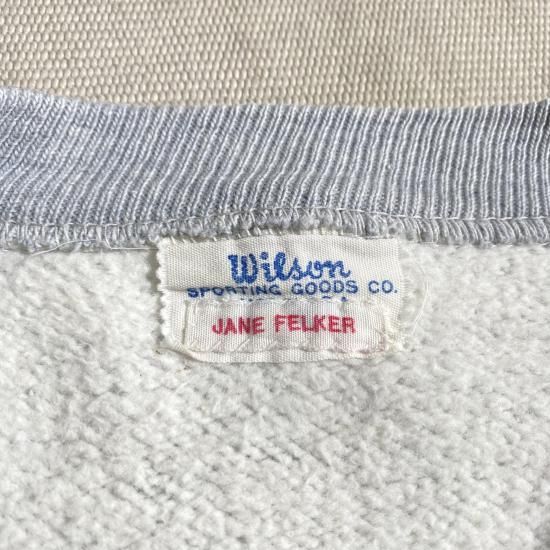 Wilson
SPORTING GOODS CO.
JANE FELKER